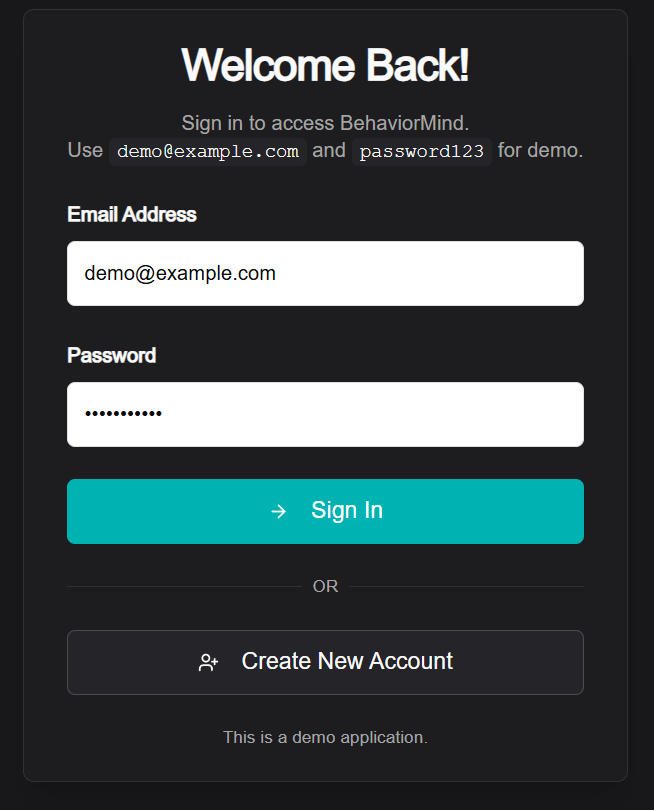 Welcome Back!
Sign in to access BehaviorMind.
Use demo@example.com and password123 for demo.
Email Address
demo@example.com
Password
•••••••••••
Sign In
OR
Create New Account
This is a demo application.